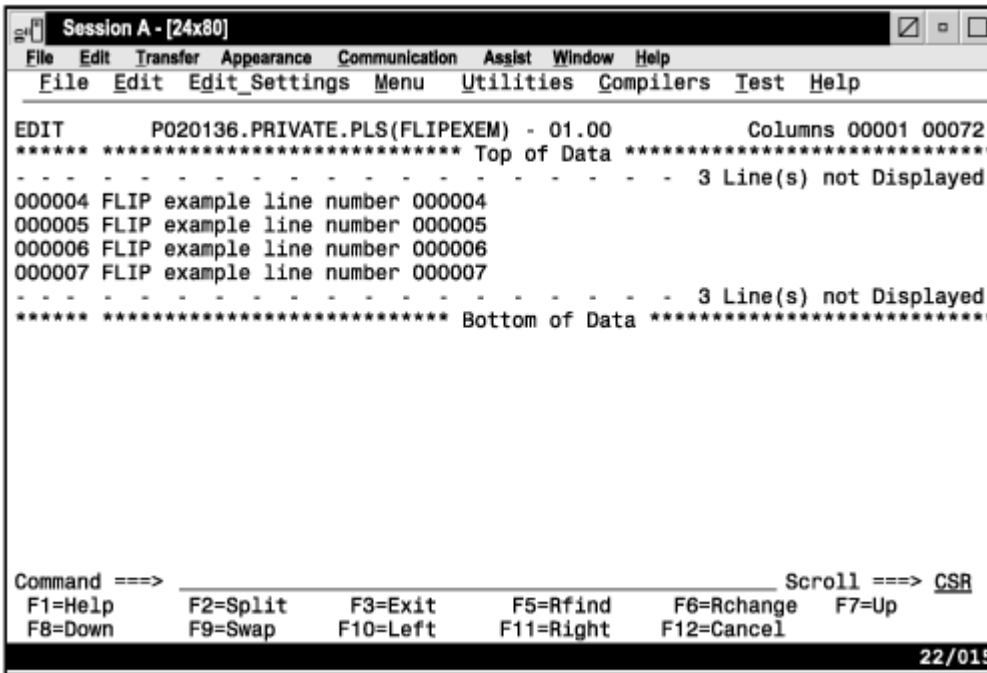 Session A - [24x80]
File Edit Transfer Appearance Communication Assist Window Help
File Edit Edit_Settings Menu Utilities Compilers Test Help
EDIT P020136.PRIVATE.PLS(FLIPEXEM) - 01.00 Columns 00001 00072
****** ***************************** Top of Data ******************************
- - - - - - - - - - - - - - - - - - - - - 3 Line(s) not Displayed
000004 FLIP example line number 000004
000005 FLIP example line number 000005
000006 FLIP example line number 000006
000007 FLIP example line number 000007
- - - - - - - - - - - - - - - - - - - - - 3 Line(s) not Displayed
****** **************************** Bottom of Data ****************************
Command ===> Scroll ===> CSR
F1=Help F2=Split F3=Exit F5=Rfind F6=Rchange F7=Up
F8=Down F9=Swap F10=Left F11=Right F12=Cancel
22/015